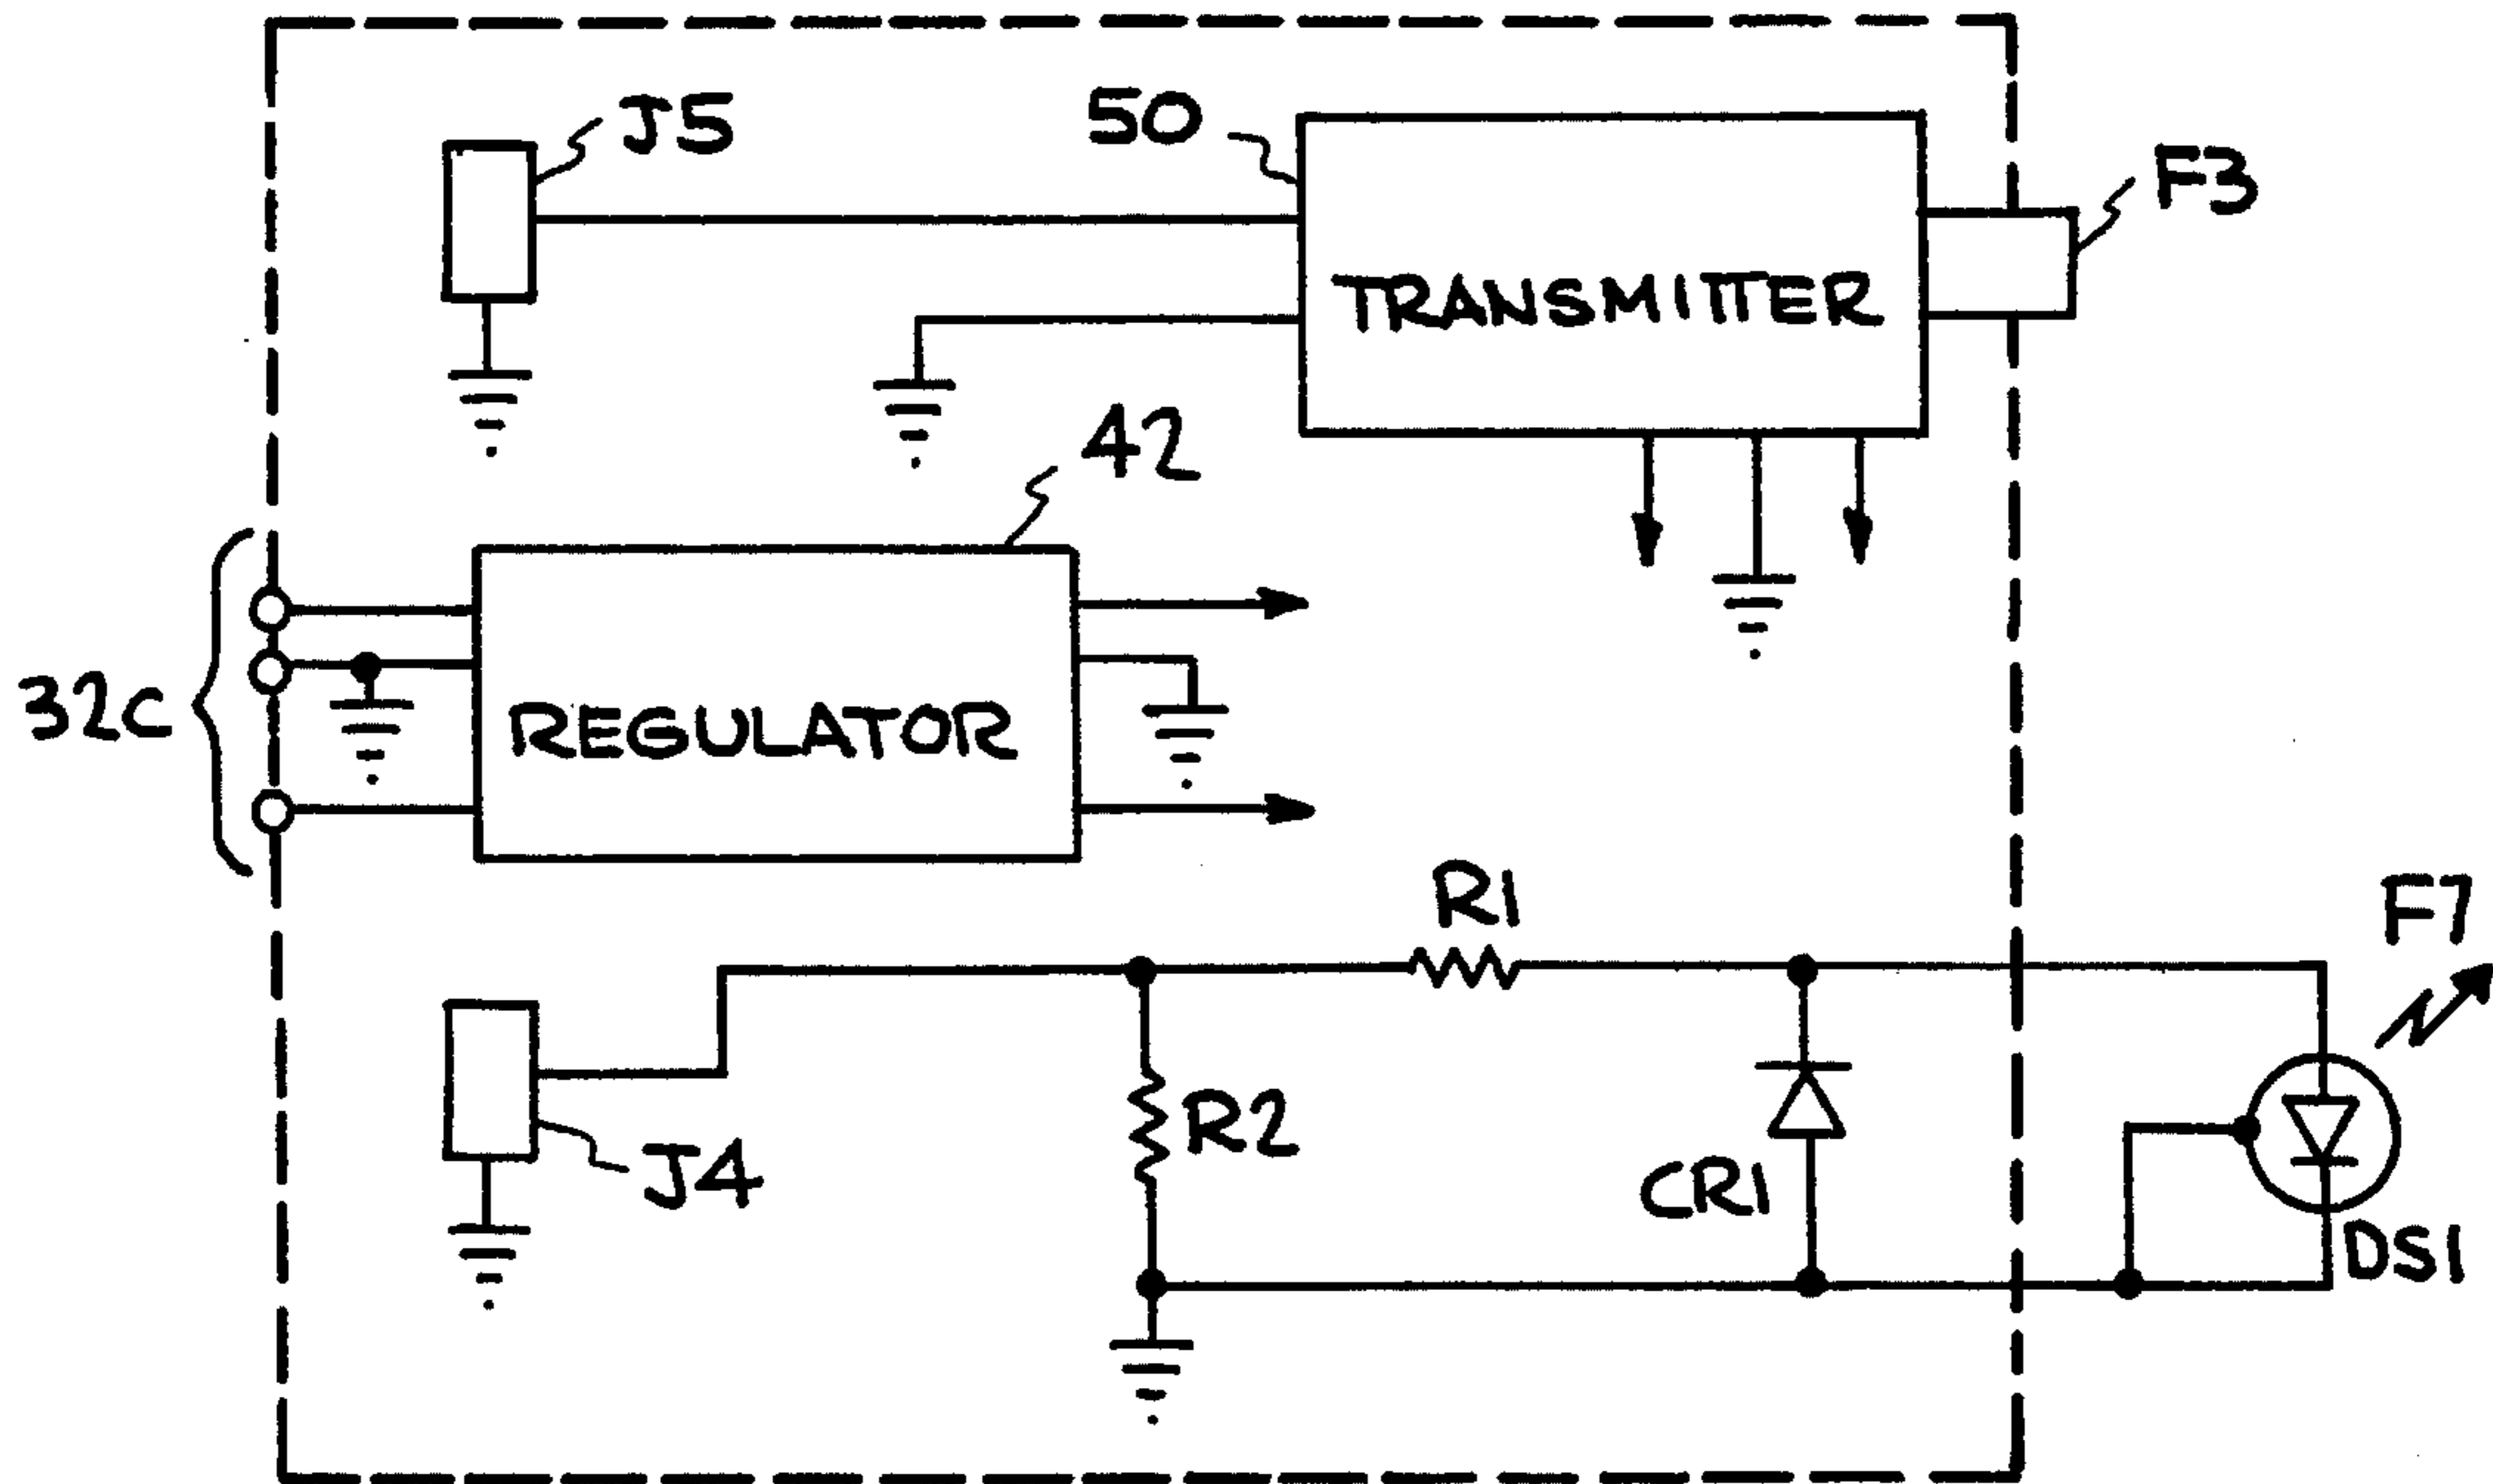 J5
50
F3
TRANSMITTER
42
32C
REGULATOR
R1
F7
R2
J4
CR1
DS1